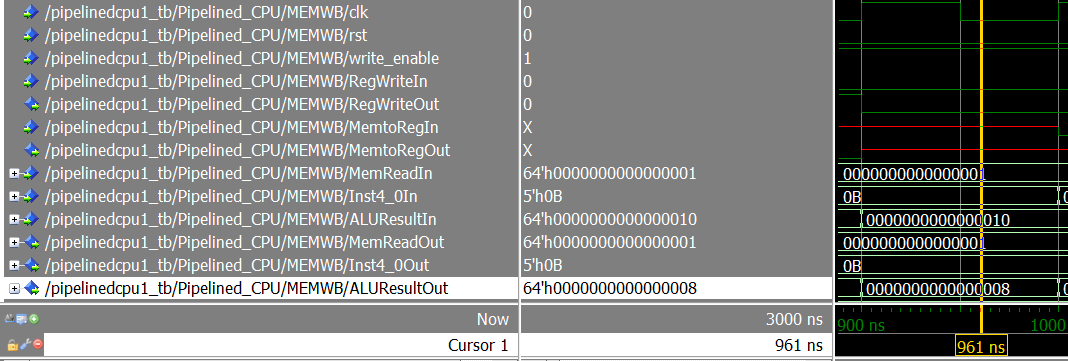 /pipelinedcpu1_tb/Pipelined_CPU/MEMWB/clk 0
/pipelinedcpu1_tb/Pipelined_CPU/MEMWB/rst 0
/pipelinedcpu1_tb/Pipelined_CPU/MEMWB/write_enable 1
/pipelinedcpu1_tb/Pipelined_CPU/MEMWB/RegWriteIn 0
/pipelinedcpu1_tb/Pipelined_CPU/MEMWB/RegWriteOut 0
/pipelinedcpu1_tb/Pipelined_CPU/MEMWB/MemtoRegIn X
/pipelinedcpu1_tb/Pipelined_CPU/MEMWB/MemtoRegOut X
/pipelinedcpu1_tb/Pipelined_CPU/MEMWB/MemReadIn 64'h0000000000000001 0000000000000001
/pipelinedcpu1_tb/Pipelined_CPU/MEMWB/Inst4_0In 5'h0B 0B
/pipelinedcpu1_tb/Pipelined_CPU/MEMWB/ALUResultIn 64'h0000000000000010 0000000000000010
/pipelinedcpu1_tb/Pipelined_CPU/MEMWB/MemReadOut 64'h0000000000000001 0000000000000001
/pipelinedcpu1_tb/Pipelined_CPU/MEMWB/Inst4_0Out 5'h0B 0B
/pipelinedcpu1_tb/Pipelined_CPU/MEMWB/ALUResultOut 64'h0000000000000008 0000000000000008
Now 3000 ns 900 ns 1000
Cursor 1 961 ns 961 ns